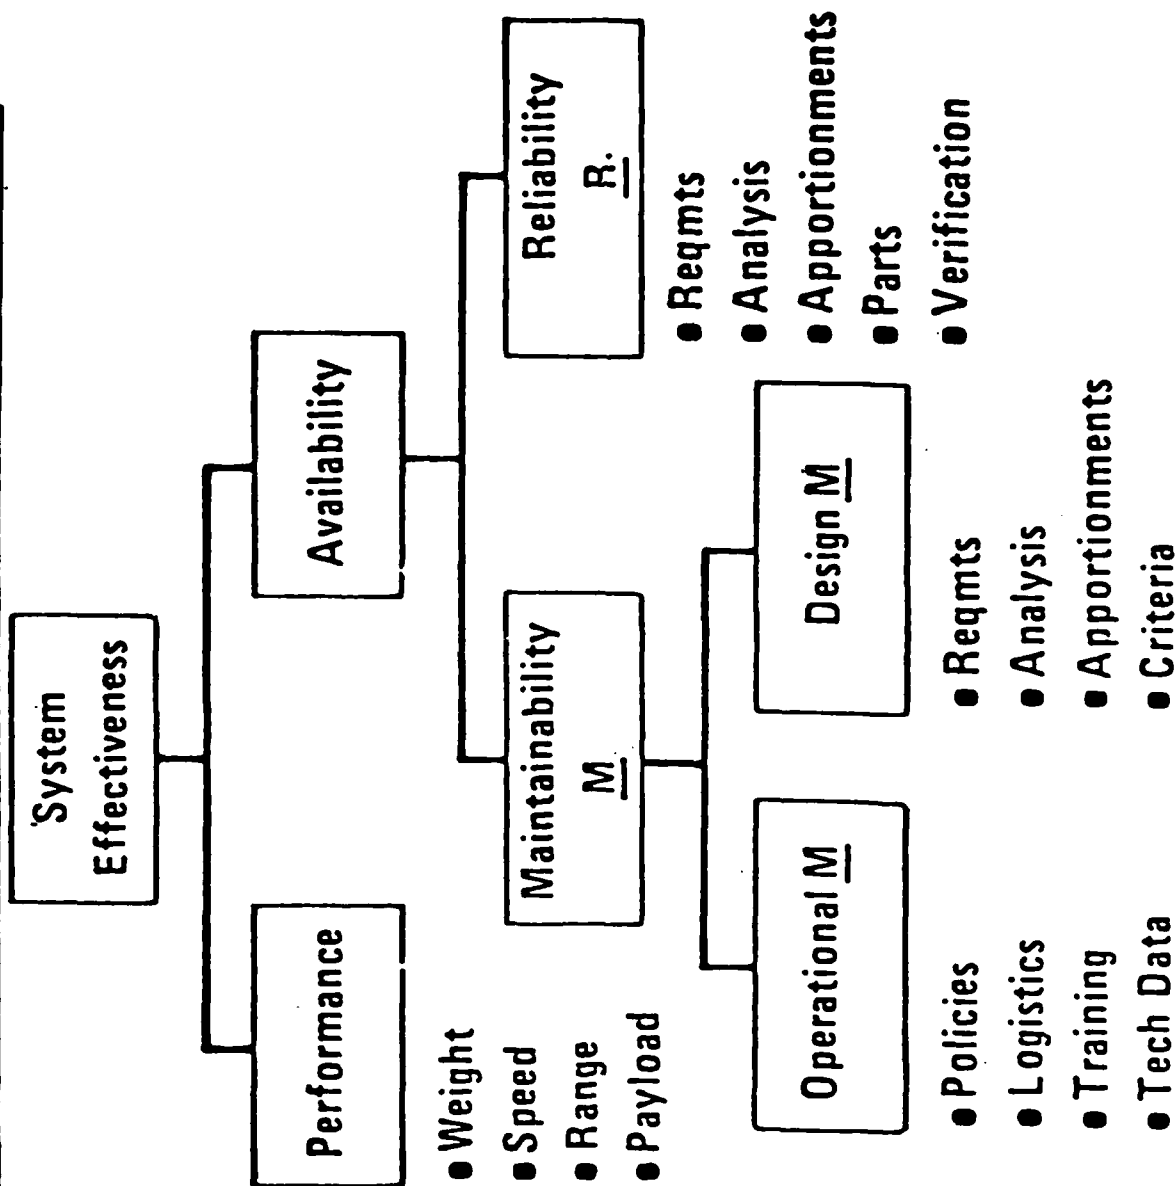 System
Effectiveness
Performance
● Weight
● Speed
● Range
● Payload
Availability
Maintainability
M
Reliability
R.
● Reqmts
● Analysis
● Apportionments
● Parts
● Verification
Operational M
● Policies
● Logistics
● Training
● Tech Data
Design M
● Reqmts
● Analysis
● Apportionments
● Criteria